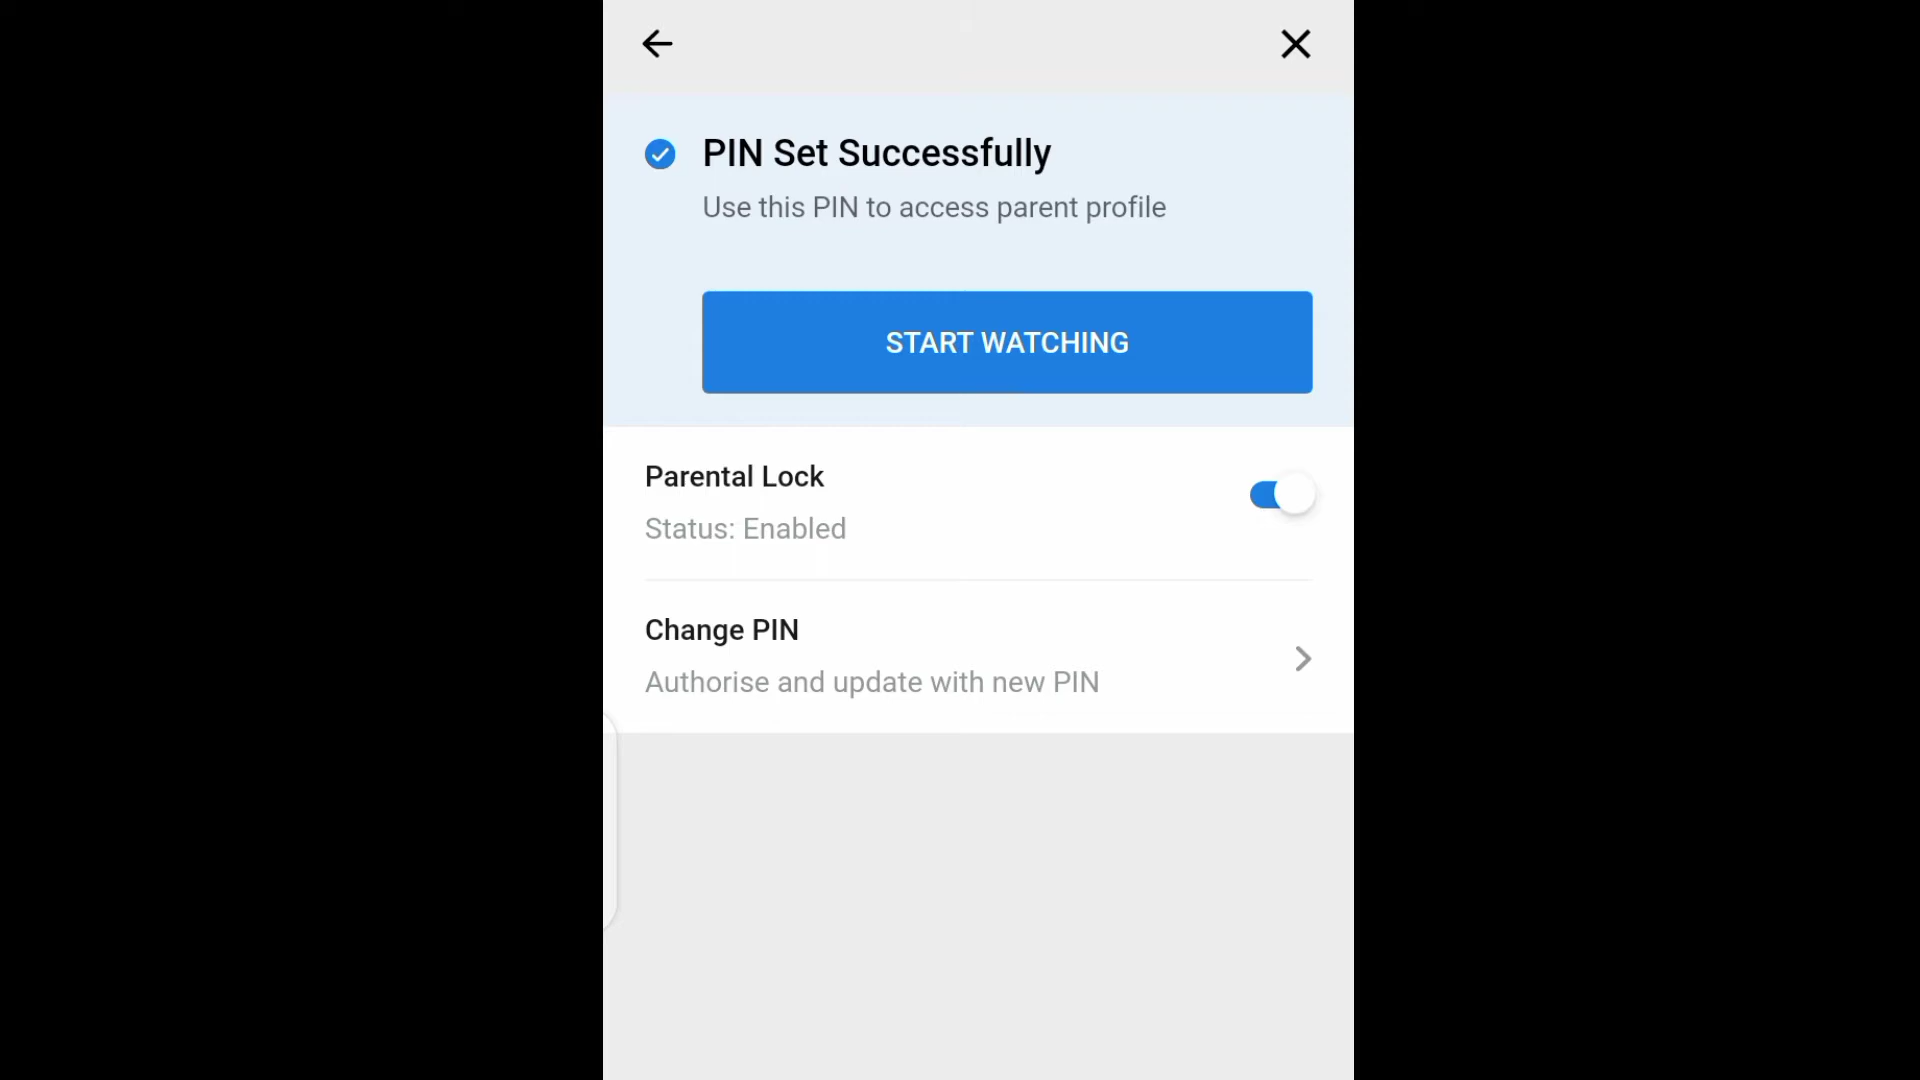 PIN Set Successfully
Use this PIN to access parent profile
START WATCHING
Parental Lock
Status: Enabled
Change PIN
Authorise and update with new PIN